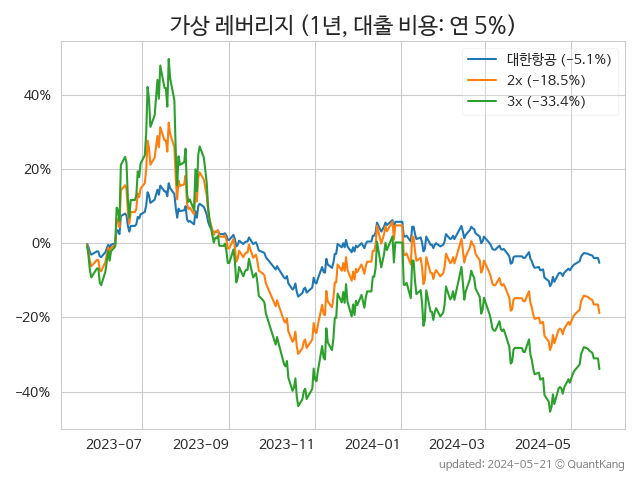 가상 레버리지 (1년, 대출 비용: 연 5%)
대한항공 (−5.1%)
2x (−18.5%)
3x (−33.4%)
40%
20%
0%
−20%
−40%
2023−07
2023−09
2023−11
2024−01
2024−03
2024−05
updated: 2024-05-21 © QuantKang